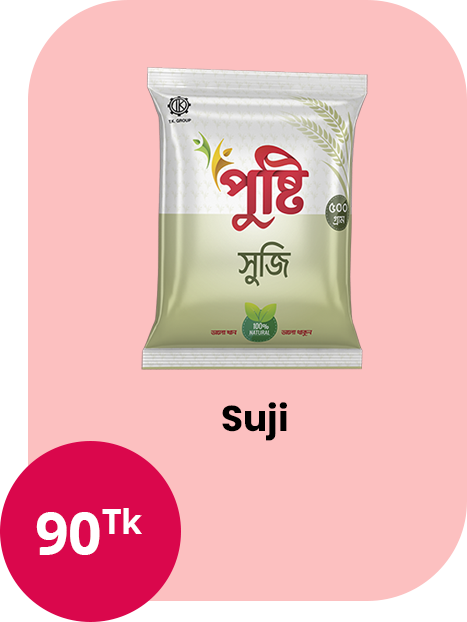 T.K. GROUP
পুষ্টি
৫০০
গ্রাম
সুজি
100%
NATURAL
ভালো খান
ভালো থাকুন
Suji
90Tk